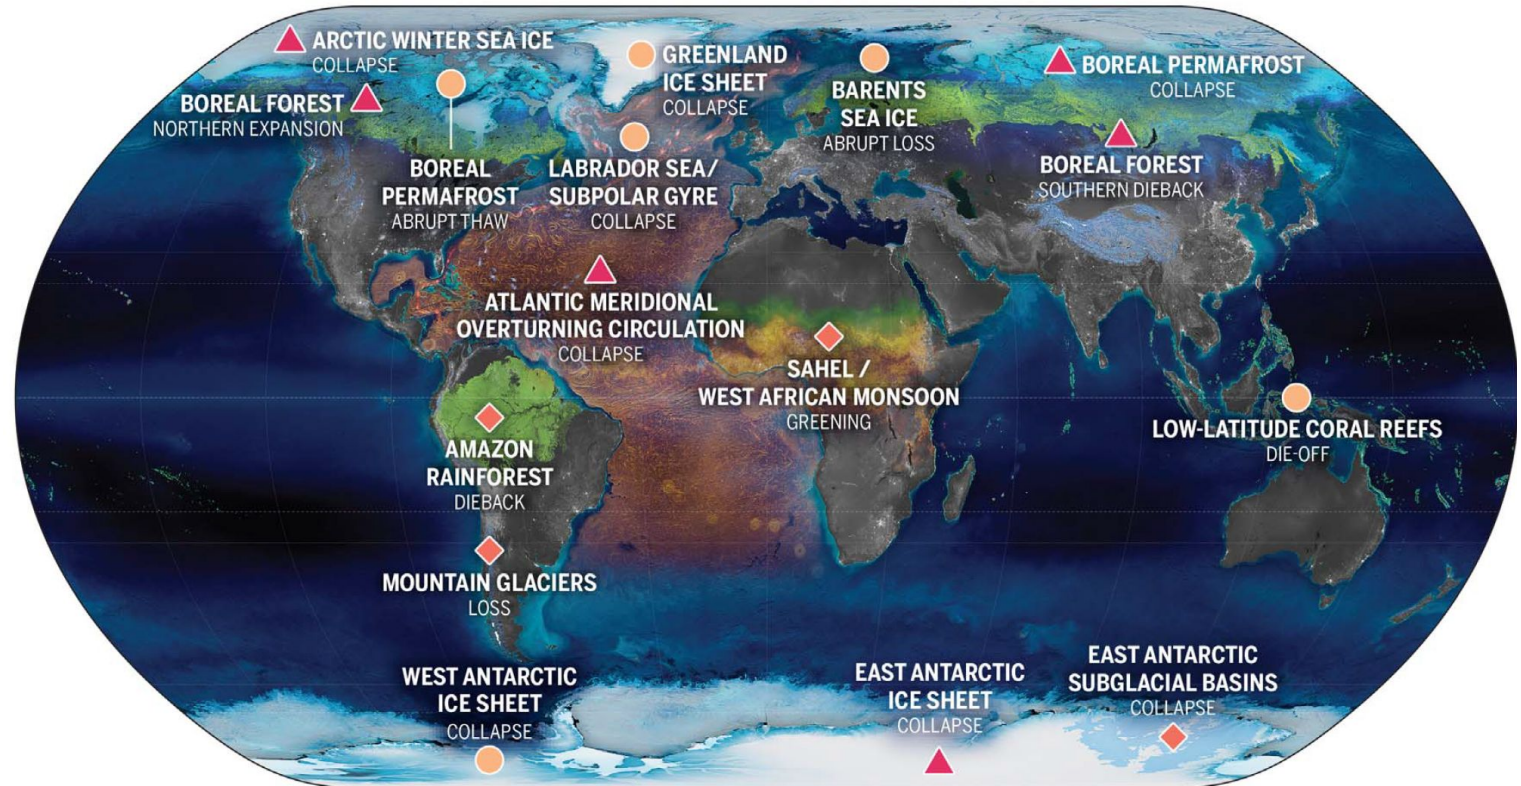 ARCTIC WINTER SEA ICE
COLLAPSE
BOREAL FOREST
NORTHERN EXPANSION
BOREAL
PERMAFROST
ABRUPT THAW
GREENLAND
ICE SHEET
COLLAPSE
LABRADOR SEA/
SUBPOLAR GYRE
COLLAPSE
BARENTS
SEA ICE
ABRUPT LOSS
BOREAL PERMAFROST
COLLAPSE
BOREAL FOREST
SOUTHERN DIEBACK
ATLANTIC MERIDIONAL
OVERTURNING CIRCULATION
COLLAPSE
SAHEL /
WEST AFRICAN MONSOON
GREENING
LOW-LATITUDE CORAL REEFS
DIE-OFF
AMAZON
RAINFOREST
DIEBACK
MOUNTAIN GLACIERS
LOSS
WEST ANTARCTIC
ICE SHEET
COLLAPSE
EAST ANTARCTIC
ICE SHEET
COLLAPSE
EAST ANTARCTIC
SUBGLACIAL BASINS
COLLAPSE